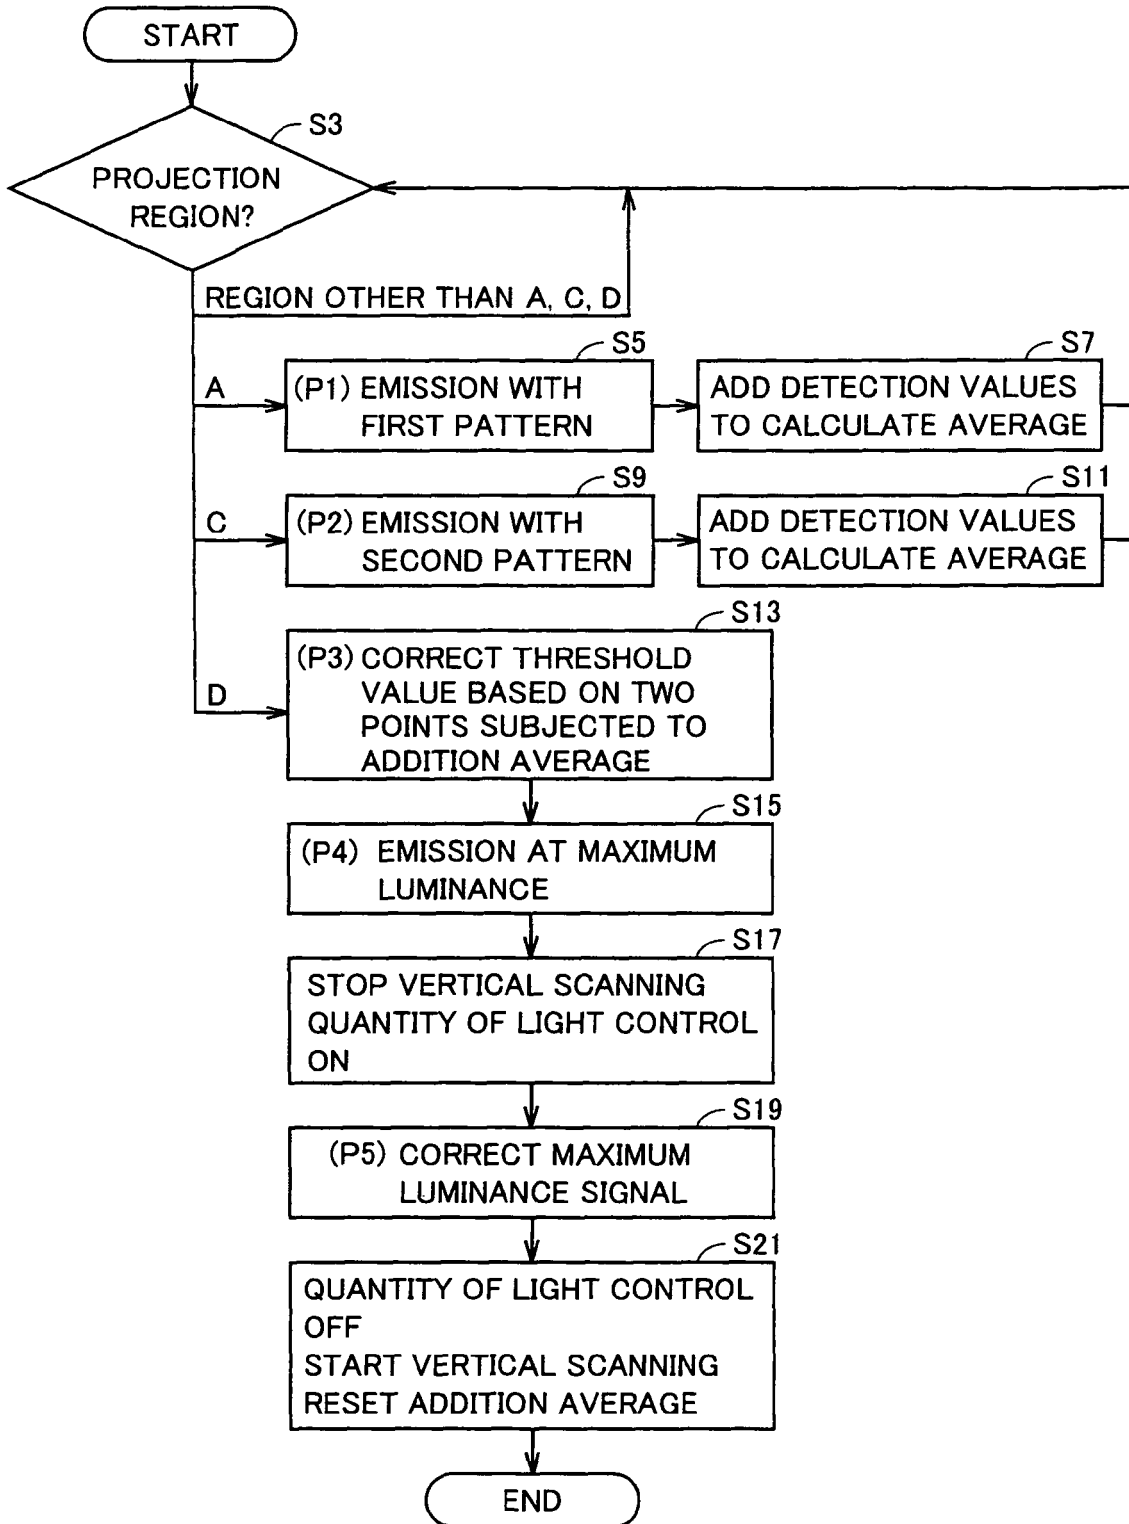 START
S3
PROJECTION
REGION?
REGION OTHER THAN A, C, D
S5
S7
A
(P1) EMISSION WITH
FIRST PATTERN
ADD DETECTION VALUES
TO CALCULATE AVERAGE
S9
S11
C
(P2) EMISSION WITH
SECOND PATTERN
ADD DETECTION VALUES
TO CALCULATE AVERAGE
S13
D
(P3) CORRECT THRESHOLD
VALUE BASED ON TWO
POINTS SUBJECTED TO
ADDITION AVERAGE
S15
(P4) EMISSION AT MAXIMUM
LUMINANCE
S17
STOP VERTICAL SCANNING
QUANTITY OF LIGHT CONTROL
ON
S19
(P5) CORRECT MAXIMUM
LUMINANCE SIGNAL
S21
QUANTITY OF LIGHT CONTROL
OFF
START VERTICAL SCANNING
RESET ADDITION AVERAGE
END